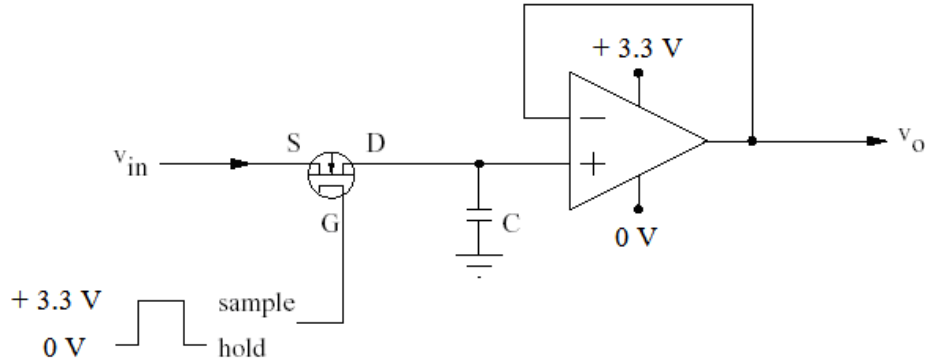 + 3.3 V
−
v_in
S
D
+
v_o
G
C
0 V
+ 3.3 V
sample
0 V
hold